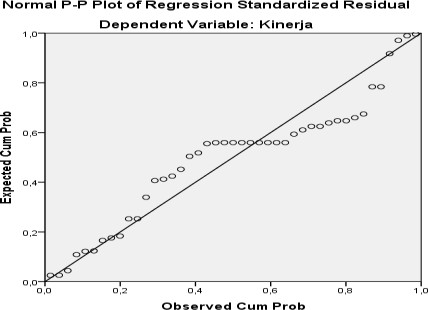 Normal P-P Plot of Regression Standardized Residual
Dependent Variable: Kinerja
Expected Cum Prob
1,0
0,8
0,6
0,4
0,2
0,0
0,0 0,2 0,4 0,6 0,8 1,0
Observed Cum Prob